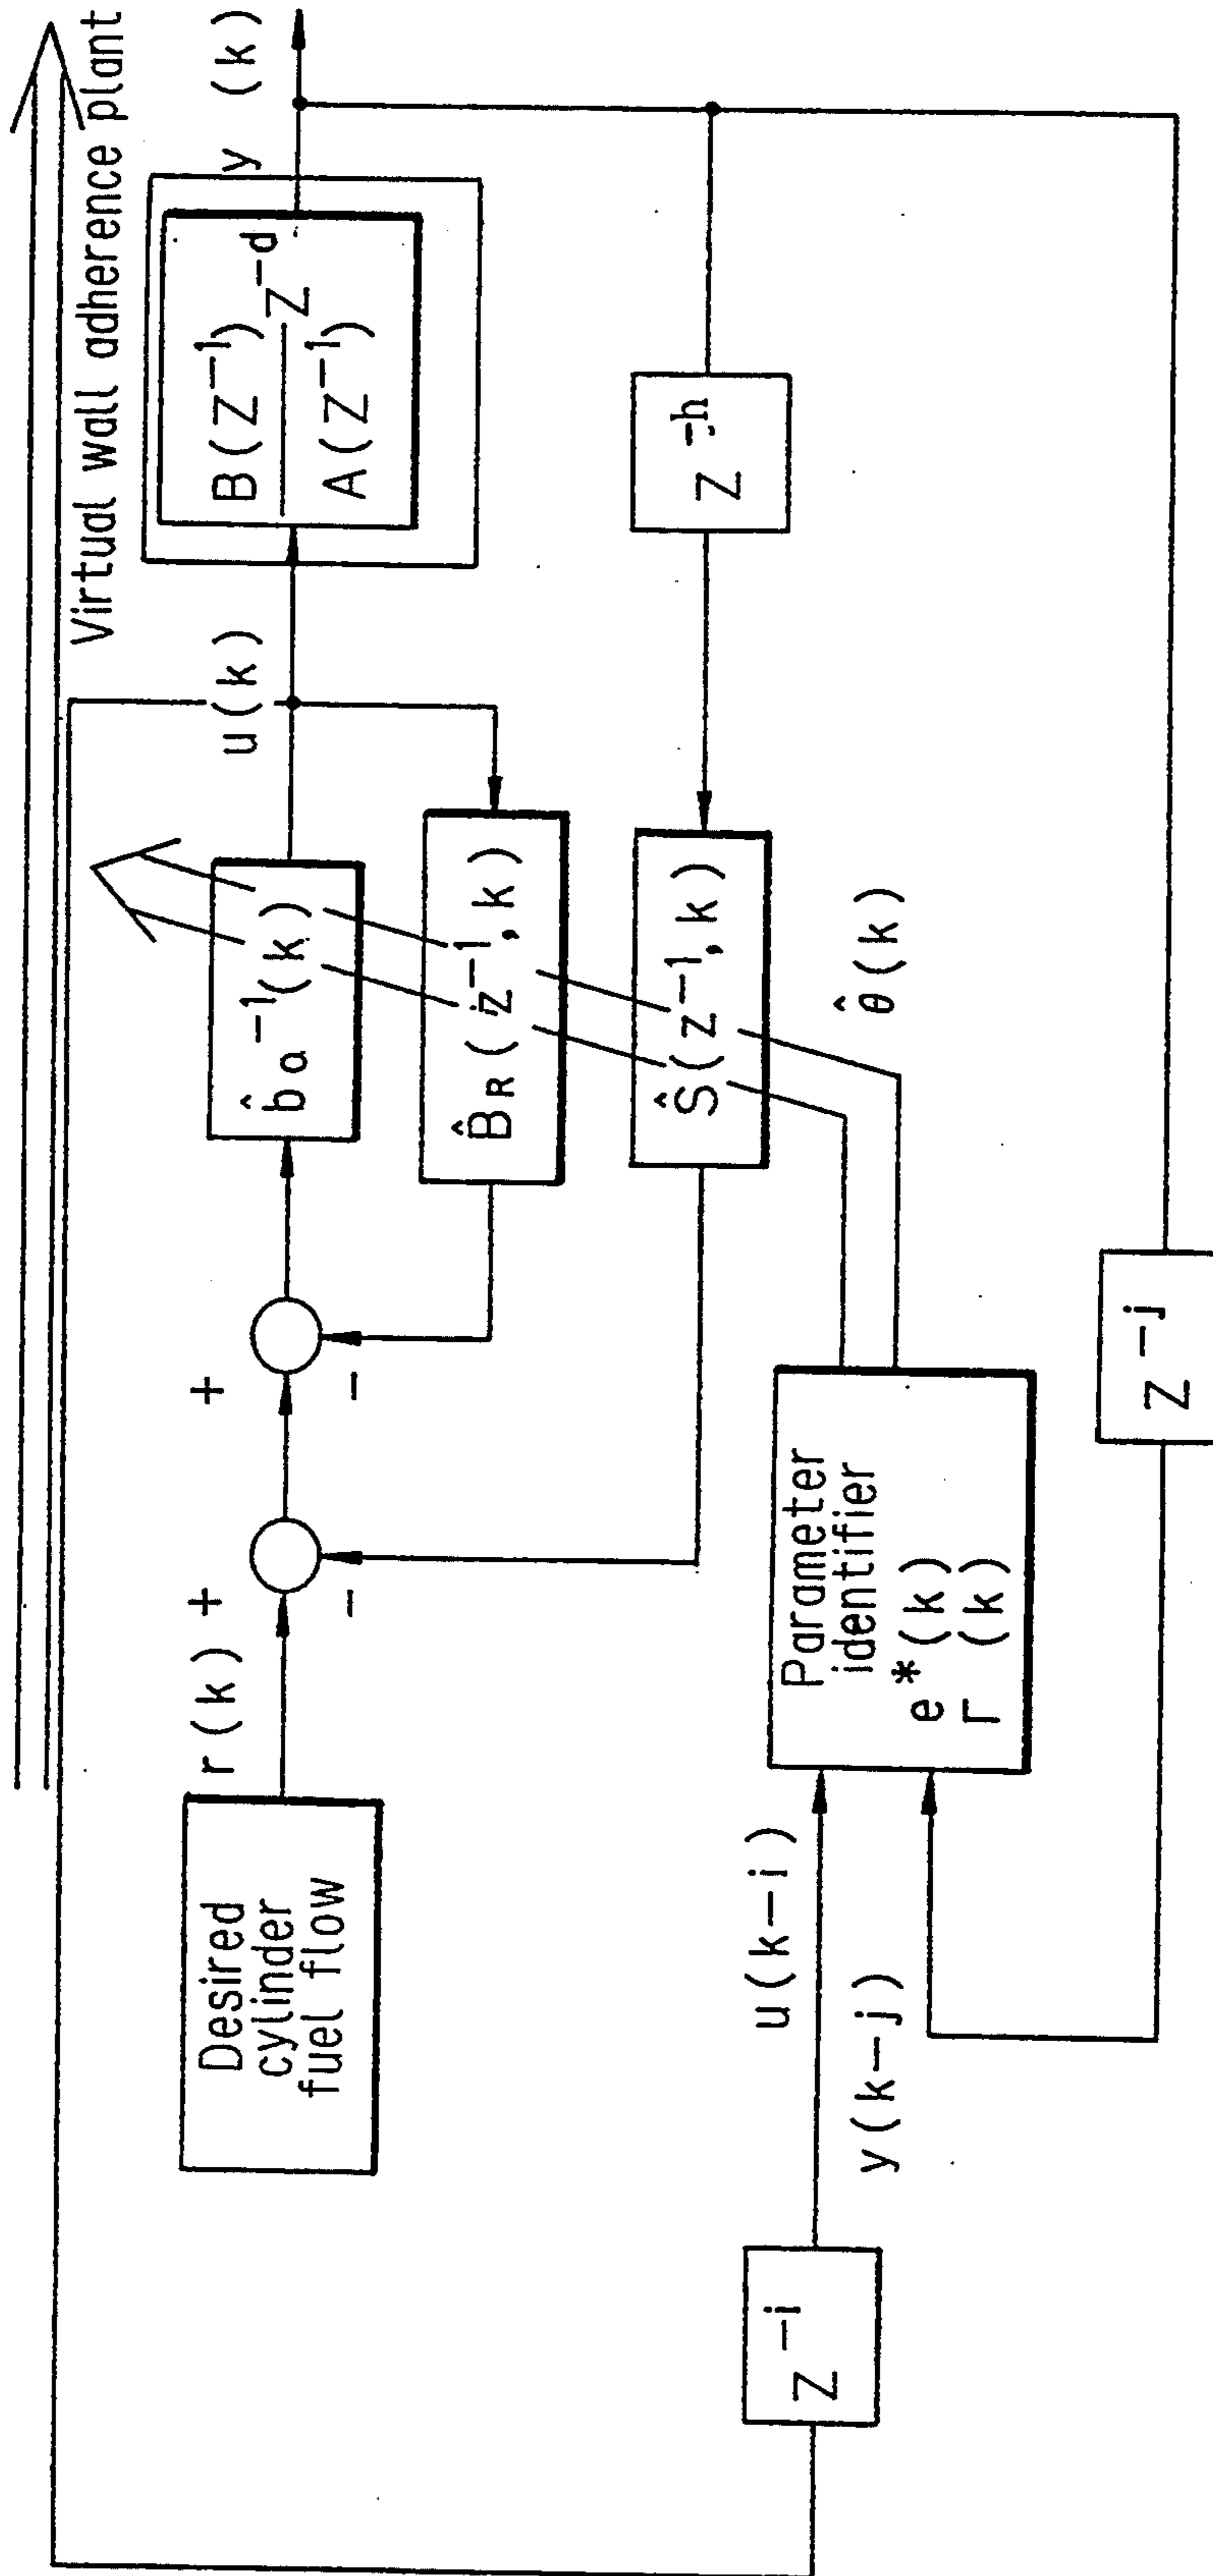 Virtual wall adherence plant
Desired
cylinder
fuel flow
r(k)
+
−
+
−
b̂a⁻¹(k)
u(k)
B(Z⁻¹)
A(Z⁻¹)
Z⁻ᵈ
y (k)
B̂R(z⁻¹,k)
Ŝ(z⁻¹,k)
Z⁻ʰ
θ̂(k)
Parameter
identifier
e*(k)
Γ (k)
u(k−i)
y(k−j)
Z⁻ⁱ
Z⁻ʲ